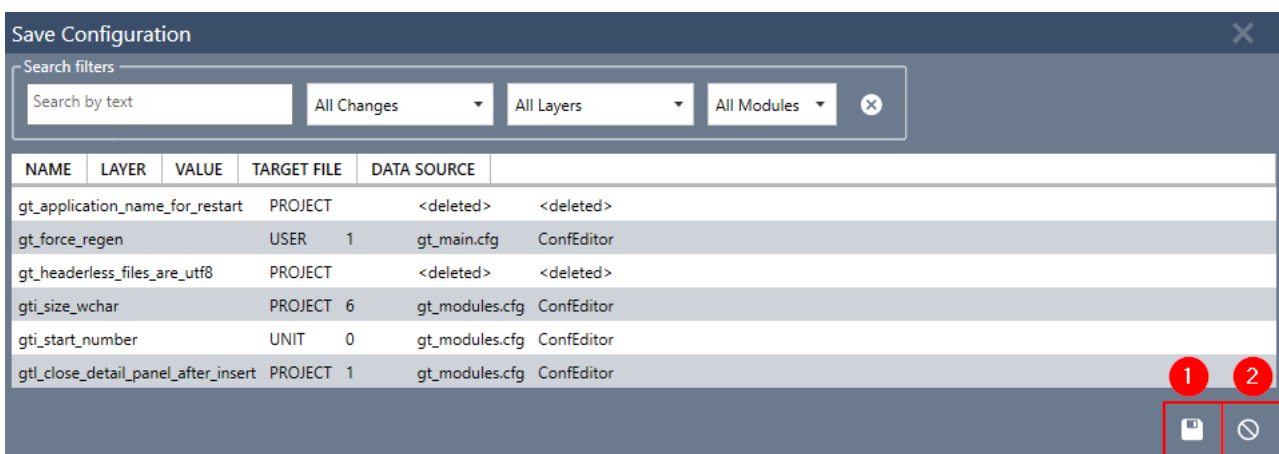 Save Configuration
Search filters
Search by text All Changes All Layers All Modules
NAME LAYER VALUE TARGET FILE DATA SOURCE
gt_application_name_for_restart PROJECT <deleted> <deleted>
gt_force_regen USER 1 gt_main.cfg ConfEditor
gt_headerless_files_are_utf8 PROJECT <deleted> <deleted>
gti_size_wchar PROJECT 6 gt_modules.cfg ConfEditor
gti_start_number UNIT 0 gt_modules.cfg ConfEditor
gtl_close_detail_panel_after_insert PROJECT 1 gt_modules.cfg ConfEditor
1 2